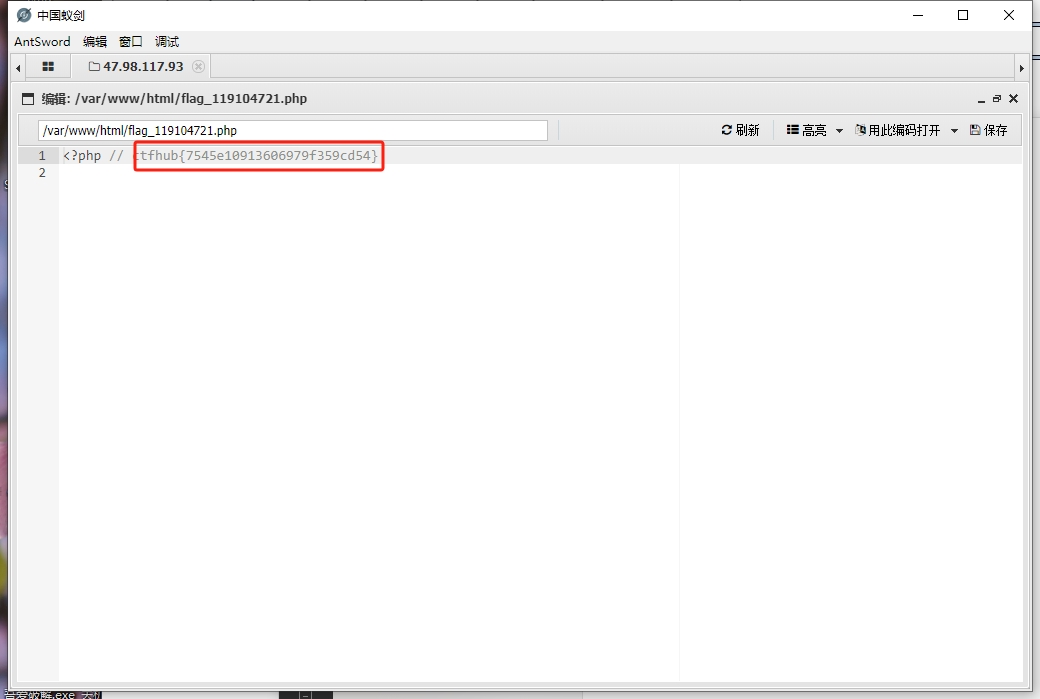 中国蚁剑
AntSword 编辑 窗口 调试
47.98.117.93
编辑: /var/www/html/flag_119104721.php
/var/www/html/flag_119104721.php 刷新 高亮 用此编码打开 保存
1 <?php // ctfhub{7545e10913606979f359cd54}
2